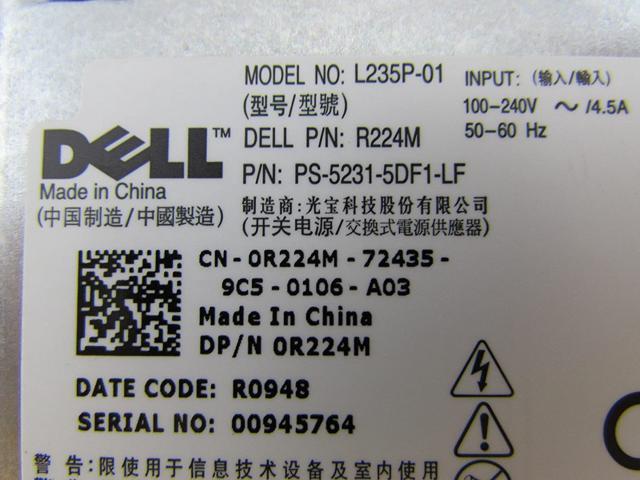 MODEL NO: L235P-01
(型号/型號)
INPUT: (输入/輸入)
100-240V ～/4.5A
50-60 Hz
DELL™
DELL P/N: R224M
P/N: PS-5231-5DF1-LF
Made in China
(中国制造/中國製造)
制造商:光宝科技股份有限公司
(开关电源/交換式電源供應器)
CN-0R224M-72435-
9C5-0106-A03
Made In China
DP/N 0R224M
DATE CODE: R0948
SERIAL NO: 00945764
警告:限使用于信息技术设备及室内使用